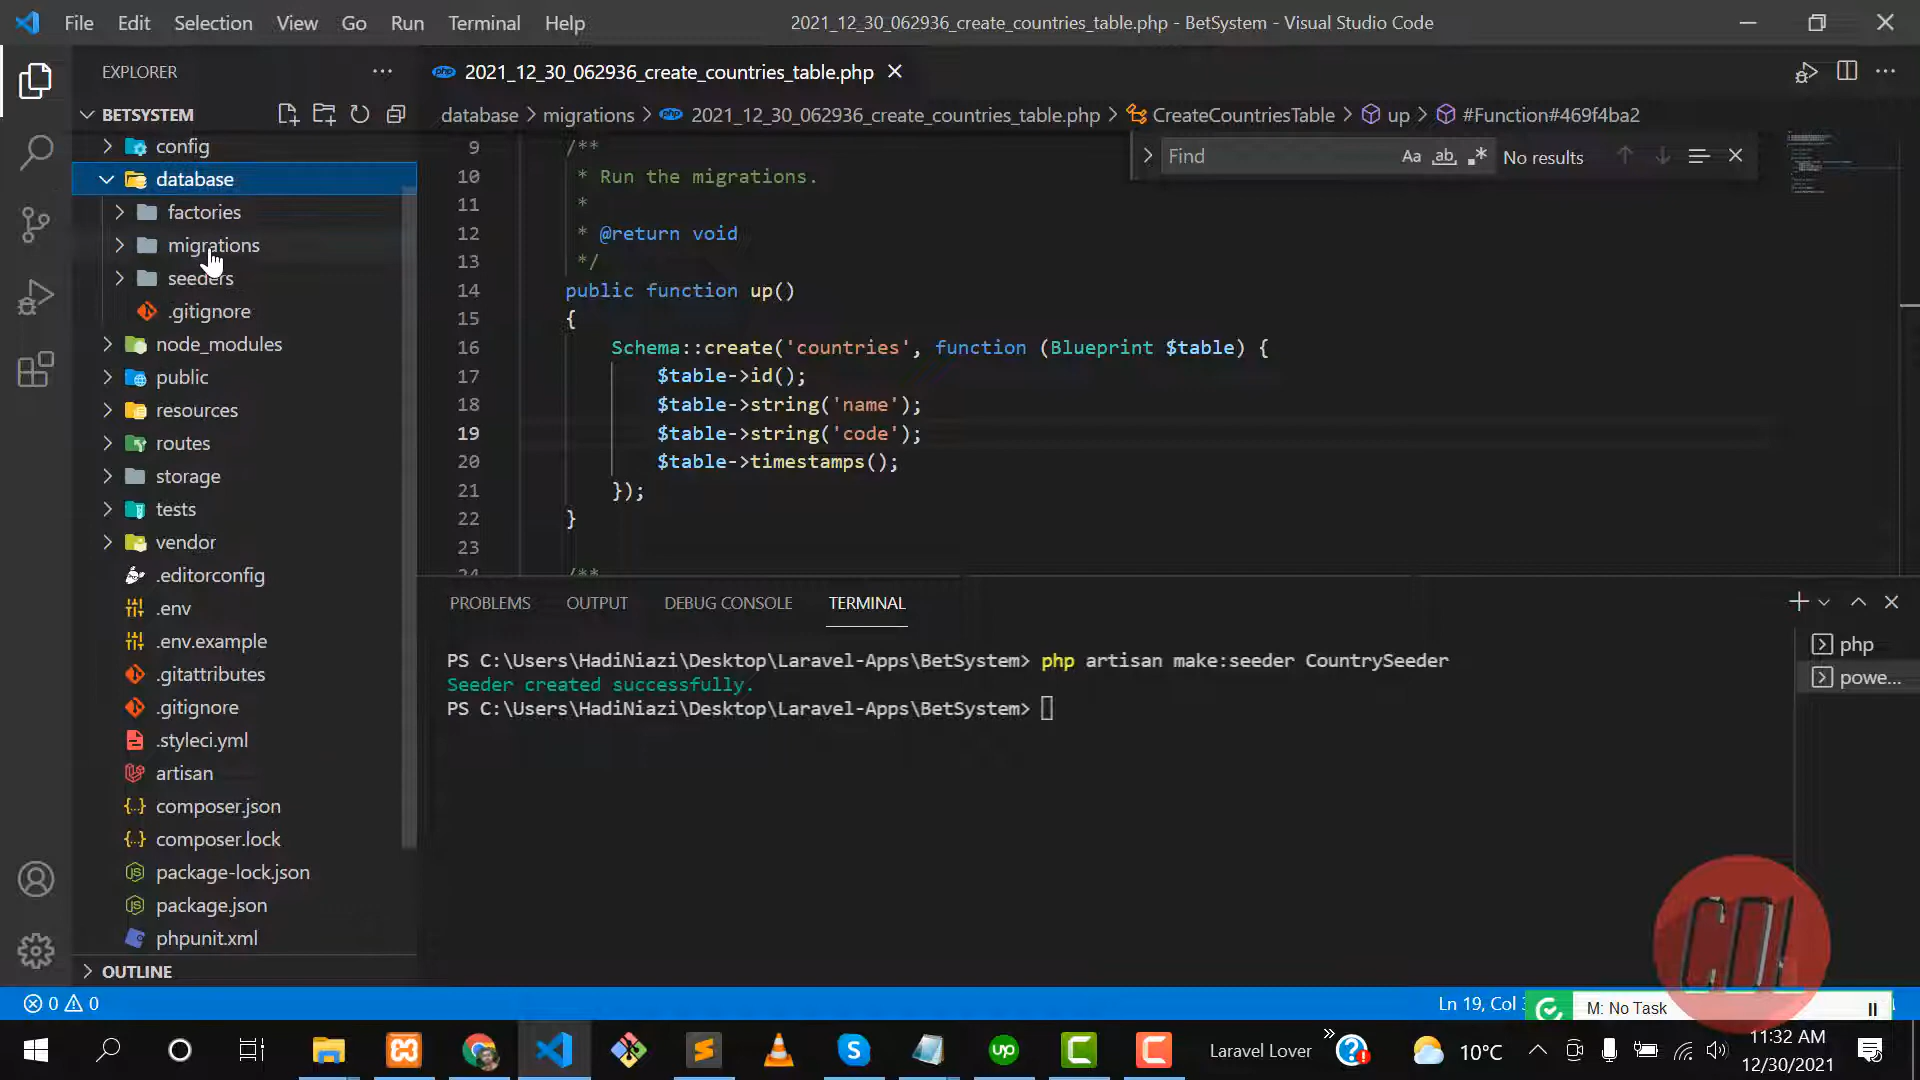 File Edit Selection View Go Run Terminal Help
2021_12_30_062936_create_countries_table.php - BetSystem - Visual Studio Code
EXPLORER
BETSYSTEM
config
database
factories
migrations
seeders
.gitignore
node_modules
public
resources
routes
storage
tests
vendor
.editorconfig
.env
.env.example
.gitattributes
.gitignore
.styleci.yml
artisan
composer.json
composer.lock
package-lock.json
package.json
phpunit.xml
OUTLINE
2021_12_30_062936_create_countries_table.php
database > migrations > 2021_12_30_062936_create_countries_table.php > CreateCountriesTable > up > #Function#469f4ba2
Find Aa ab No results
9 /**
10 * Run the migrations.
11 *
12 * @return void
13 */
14 public function up()
15 {
16 Schema::create('countries', function (Blueprint $table) {
17 $table->id();
18 $table->string('name');
19 $table->string('code');
20 $table->timestamps();
21 });
22 }
23
24 /**
PROBLEMS OUTPUT DEBUG CONSOLE TERMINAL
PS C:\Users\HadiNiazi\Desktop\Laravel-Apps\BetSystem> php artisan make:seeder CountrySeeder
Seeder created successfully.
PS C:\Users\HadiNiazi\Desktop\Laravel-Apps\BetSystem>
php
powe...
0 0
Ln 19, Col
M: No Task
Laravel Lover
10°C
11:32 AM
12/30/2021